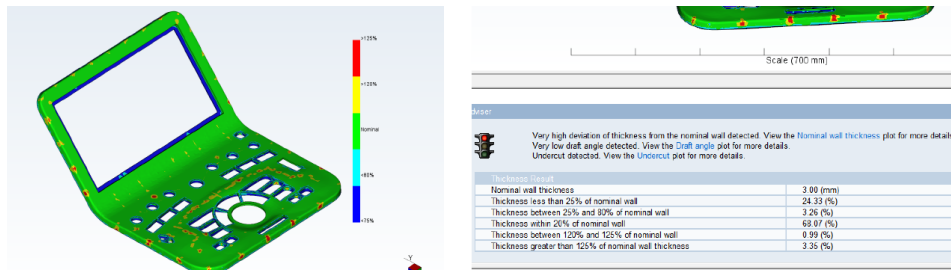 >125%
>120%
Nominal
<80%
<75%
Y
Scale (700 mm)
dviser
Very high deviation of thickness from the nominal wall detected. View the Nominal wall thickness plot for more details
Very low draft angle detected. View the Draft angle plot for more details.
Undercut detected. View the Undercut plot for more details.
Thickness Result
Nominal wall thickness 3.00 (mm)
Thickness less than 25% of nominal wall 24.33 (%)
Thickness between 25% and 80% of nominal wall 3.26 (%)
Thickness within 20% of nominal wall 68.07 (%)
Thickness between 120% and 125% of nominal wall 0.99 (%)
Thickness greater than 125% of nominal wall thickness 3.35 (%)